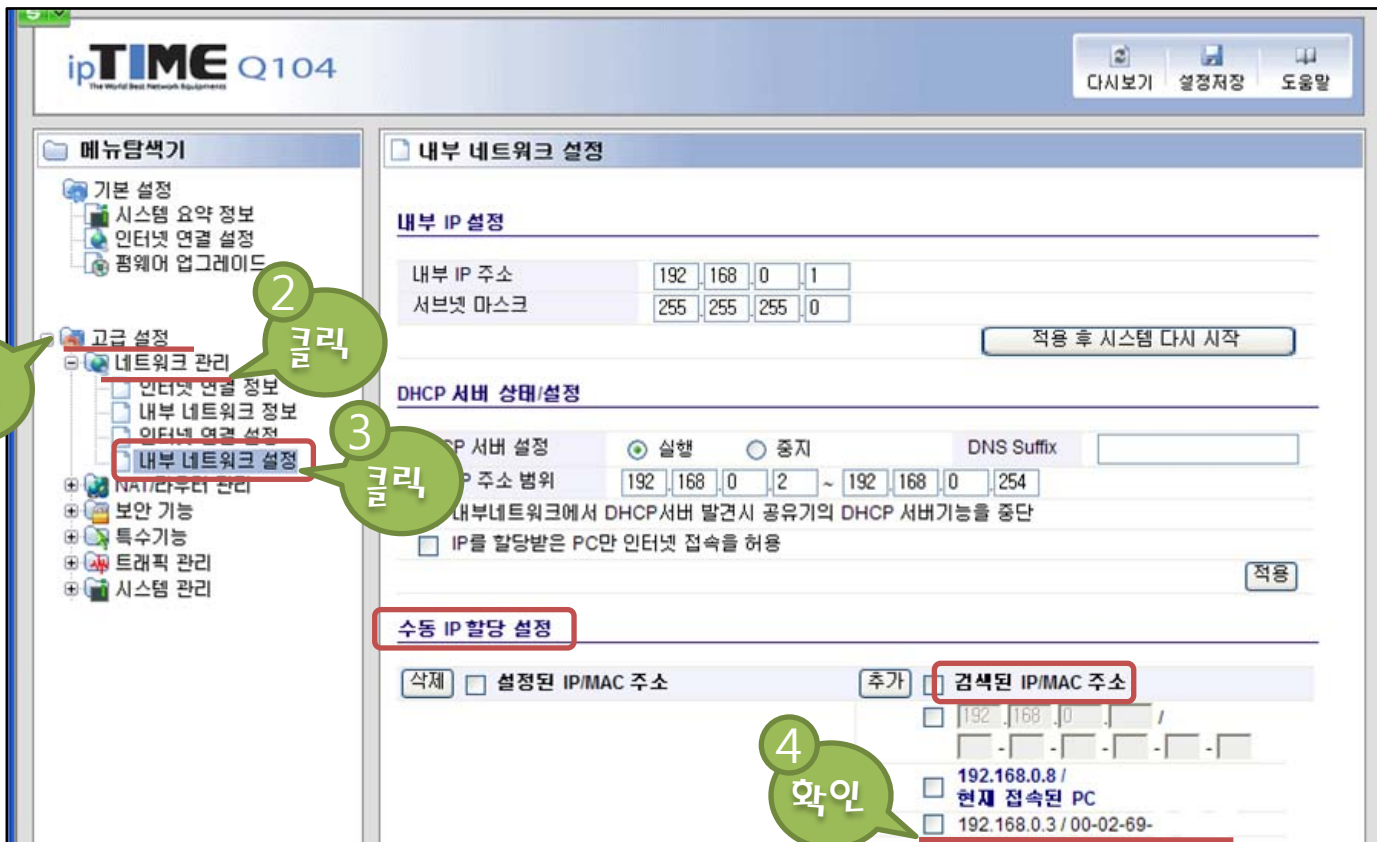 ipTIME Q104
The World Best Network Equipments
다시보기 설정저장 도움말
메뉴탐색기
기본 설정
시스템 요약 정보
인터넷 연결 설정
펌웨어 업그레이드
2
클릭
고급 설정
네트워크 관리
인터넷 연결 정보
내부 네트워크 정보
인터넷 연결 설정
내부 네트워크 설정
3
클릭
NAT/라우터 관리
보안 기능
특수기능
트래픽 관리
시스템 관리
내부 네트워크 설정
내부 IP 설정
내부 IP 주소 192 .168 .0 .1
서브넷 마스크 255 .255 .255 .0
적용 후 시스템 다시 시작
DHCP 서버 상태/설정
CP 서버 설정 실행 중지 DNS Suffix
P 주소 범위 192 .168 .0 .2 ~ 192 .168 .0 .254
내부네트워크에서 DHCP서버 발견시 공유기의 DHCP 서버기능을 중단
IP를 할당받은 PC만 인터넷 접속을 허용
적용
수동 IP 할당 설정
삭제 설정된 IP/MAC 주소 추가 검색된 IP/MAC 주소
192 .168 .0 . /
- - - - -
4
확인
192.168.0.8 /
현재 접속된 PC
192.168.0.3 / 00-02-69-